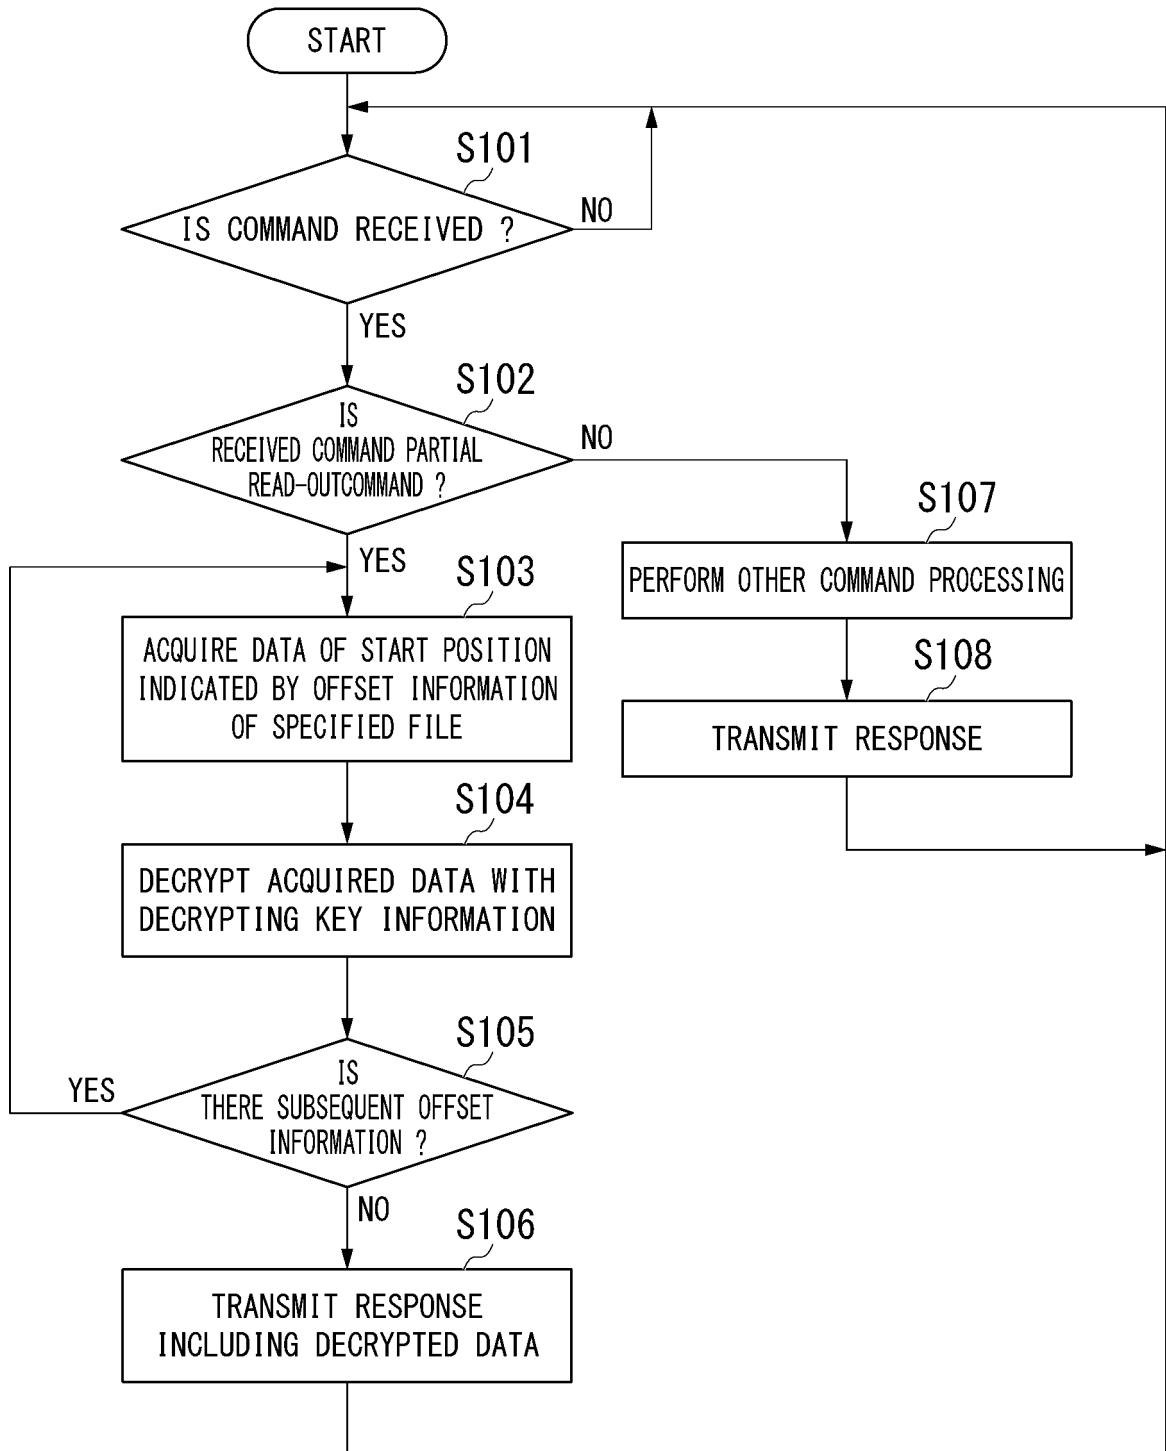 START
S101
IS COMMAND RECEIVED ?
NO
YES
S102
IS
RECEIVED COMMAND PARTIAL
READ-OUTCOMMAND ?
NO
YES
S103
ACQUIRE DATA OF START POSITION
INDICATED BY OFFSET INFORMATION
OF SPECIFIED FILE
S104
DECRYPT ACQUIRED DATA WITH
DECRYPTING KEY INFORMATION
S105
IS
THERE SUBSEQUENT OFFSET
INFORMATION ?
YES
NO
S106
TRANSMIT RESPONSE
INCLUDING DECRYPTED DATA
S107
PERFORM OTHER COMMAND PROCESSING
S108
TRANSMIT RESPONSE